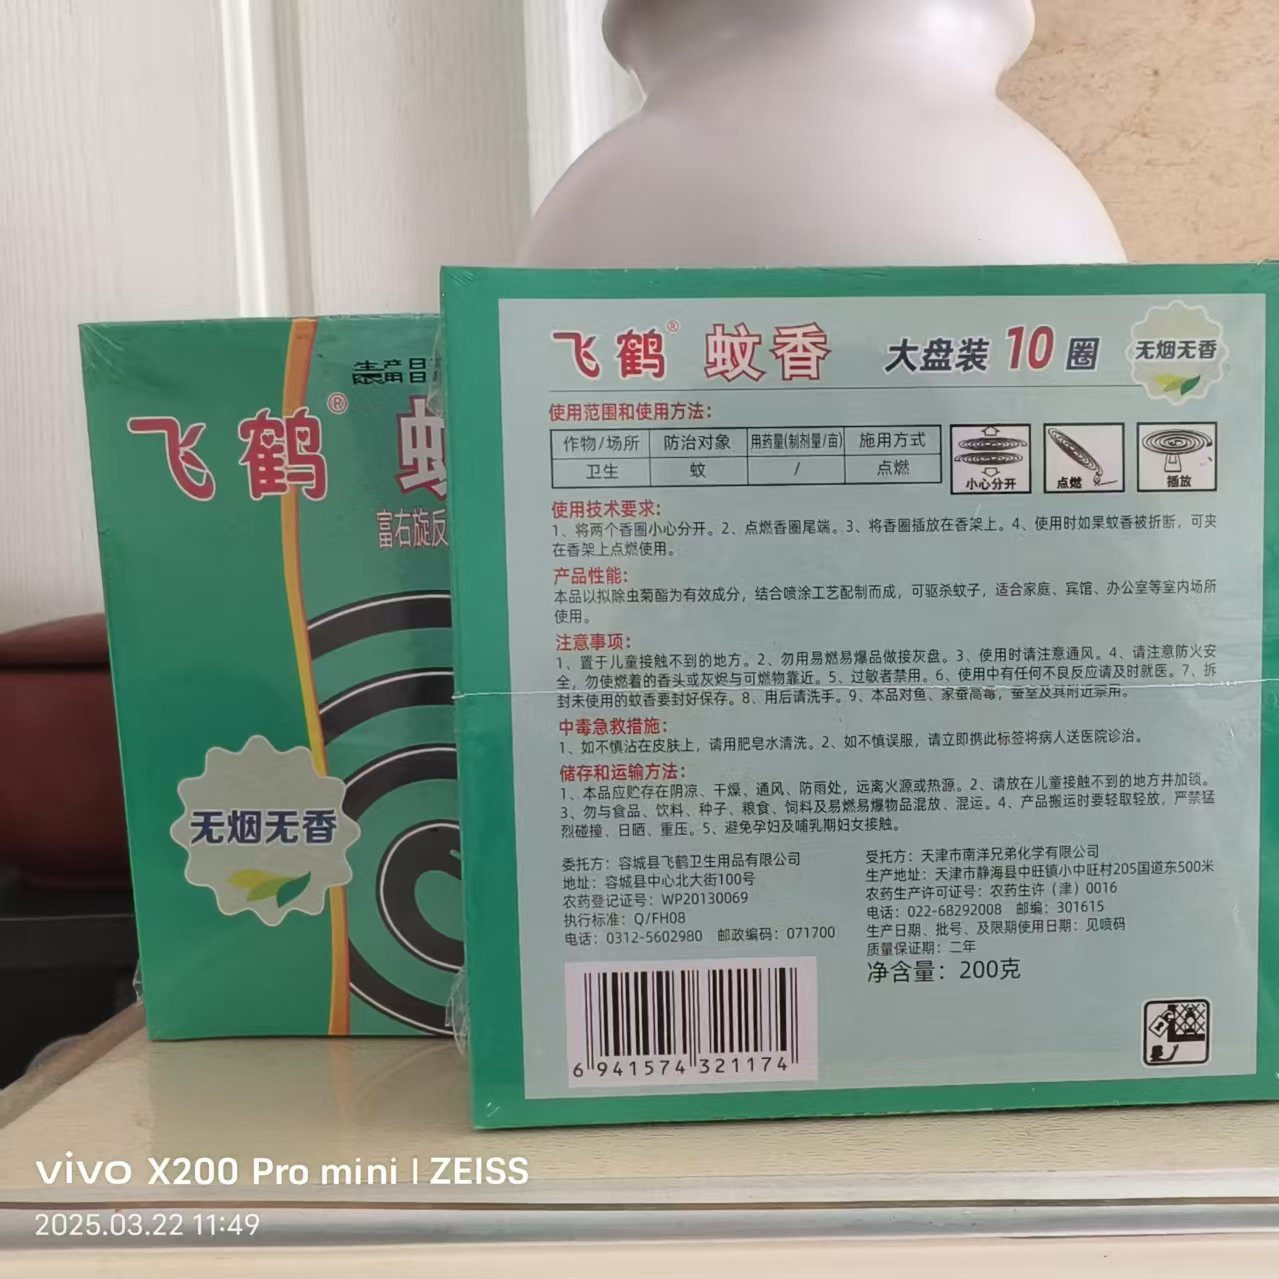 飞鹤®
富右旋反
无烟无香
飞鹤® 蚊香 大盘装10圈
无烟无香
使用范围和使用方法：
作物/场所 防治对象 用药量(制剂量/亩) 施用方式
卫生 蚊 / 点燃
小心分开 点燃 插放
使用技术要求：
1、将两个香圈小心分开。2、点燃香圈尾端。3、将香圈插放在香架上。4、使用时如果蚊香被折断，可夹
在香架上点燃使用。
产品性能：
本品以拟除虫菊酯为有效成分，结合喷涂工艺配制而成，可驱杀蚊子，适合家庭、宾馆、办公室等室内场所
使用。
注意事项：
1、置于儿童接触不到的地方。2、勿用易燃易爆品做接灰盘。3、使用时请注意通风。4、请注意防火安
全，勿使燃着的香头或灰烬与可燃物靠近。5、过敏者禁用。6、使用中有任何不良反应请及时就医。7、拆
封未使用的蚊香要封好保存。8、用后请洗手。9、本品对鱼、家蚕高毒，蚕室及其附近禁用。
中毒急救措施：
1、如不慎沾在皮肤上，请用肥皂水清洗。2、如不慎误服，请立即携此标签将病人送医院诊治。
储存和运输方法：
1、本品应贮存在阴凉、干燥、通风、防雨处，远离火源或热源。2、请放在儿童接触不到的地方并加锁。
3、勿与食品、饮料、种子、粮食、饲料及易燃易爆物品混放、混运。4、产品搬运时要轻取轻放，严禁猛
烈碰撞、日晒、重压。5、避免孕妇及哺乳期妇女接触。
委托方：容城县飞鹤卫生用品有限公司
地址：容城县中心北大街100号
农药登记证号：WP20130069
执行标准：Q/FH08
电话：0312-5602980 邮政编码：071700
受托方：天津市南洋兄弟化学有限公司
生产地址：天津市静海县中旺镇小中旺村205国道东500米
农药生产许可证号：农药生许（津）0016
电话：022-68292008 邮编：301615
生产日期、批号、及限期使用日期：见喷码
质量保证期：二年
净含量：200克
6 941574 321174
vivo X200 Pro mini | ZEISS
2025.03.22 11:49